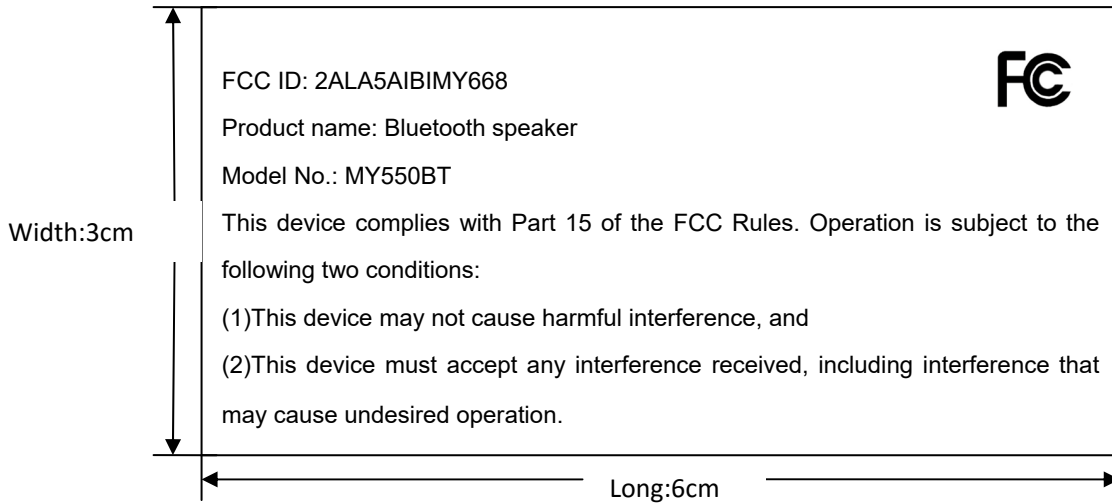 FC
FCC ID: 2ALA5AIBIMY668
Product name: Bluetooth speaker
Model No.: MY550BT
This device complies with Part 15 of the FCC Rules. Operation is subject to the
Width:3cm
following two conditions:
(1)This device may not cause harmful interference, and
(2)This device must accept any interference received, including interference that
may cause undesired operation.
Long:6cm